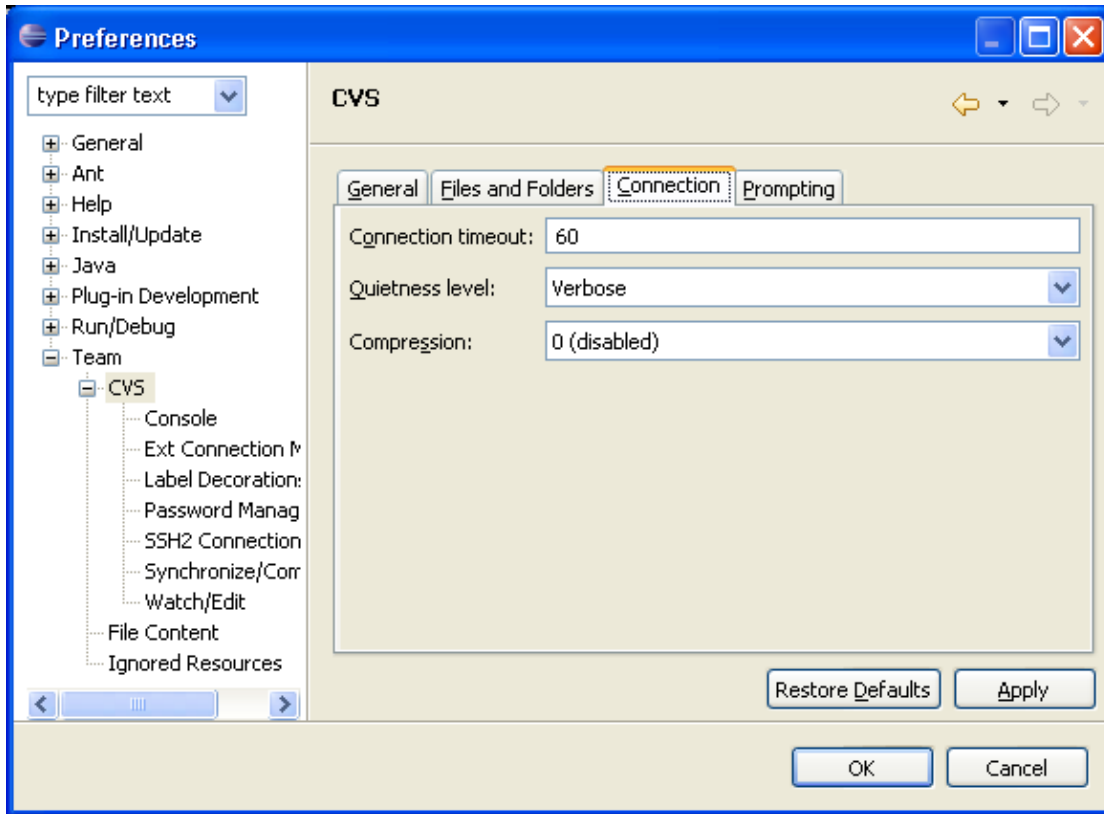 Preferences
type filter text
General
Ant
Help
Install/Update
Java
Plug-in Development
Run/Debug
Team
CVS
Console
Ext Connection M
Label Decoration
Password Manag
SSH2 Connection
Synchronize/Com
Watch/Edit
File Content
Ignored Resources
CVS
General Files and Folders Connection Prompting
Connection timeout: 60
Quietness level: Verbose
Compression: 0 (disabled)
Restore Defaults Apply
OK Cancel